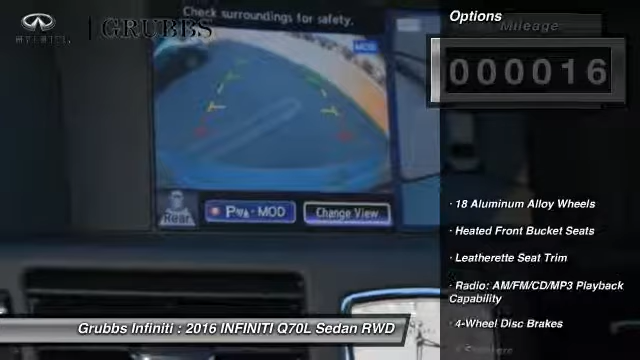 Check surroundings for safety.
INFINITI
GRUBBS
MOD
Rear
P MOD
Change View
Options
Mileage
000016
· 18 Aluminum Alloy Wheels
· Heated Front Bucket Seats
· Leatherette Seat Trim
· Radio: AM/FM/CD/MP3 Playback
Capability
· 4-Wheel Disc Brakes
Grubbs Infiniti : 2016 INFINITI Q70L Sedan RWD